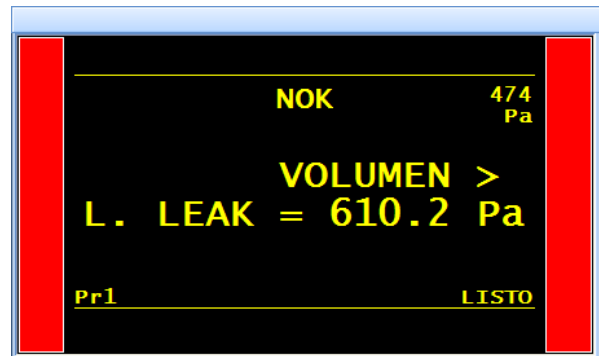 NOK 474
Pa
VOLUMEN >
L. LEAK = 610.2 Pa
Pr1 LISTO